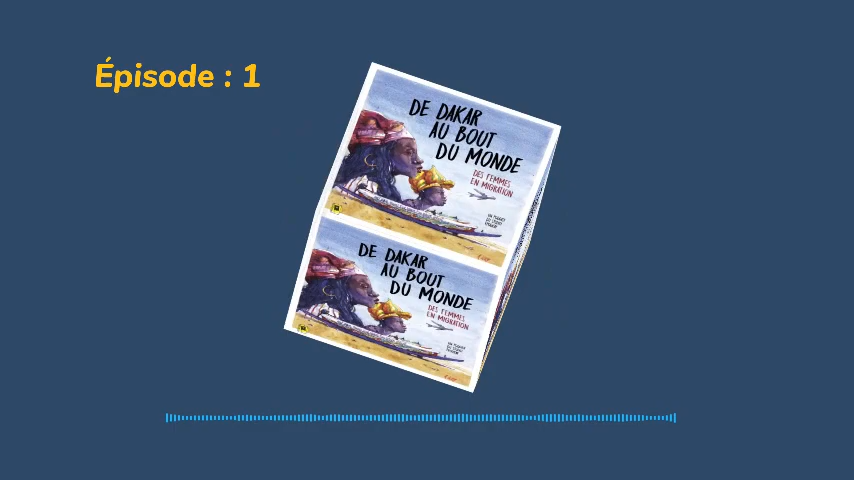 Épisode : 1
DE DAKAR
AU BOUT
DU MONDE
DES FEMMES
EN MIGRATION
DE DAKAR
AU BOUT
DU MONDE
DES FEMMES
EN MIGRATION